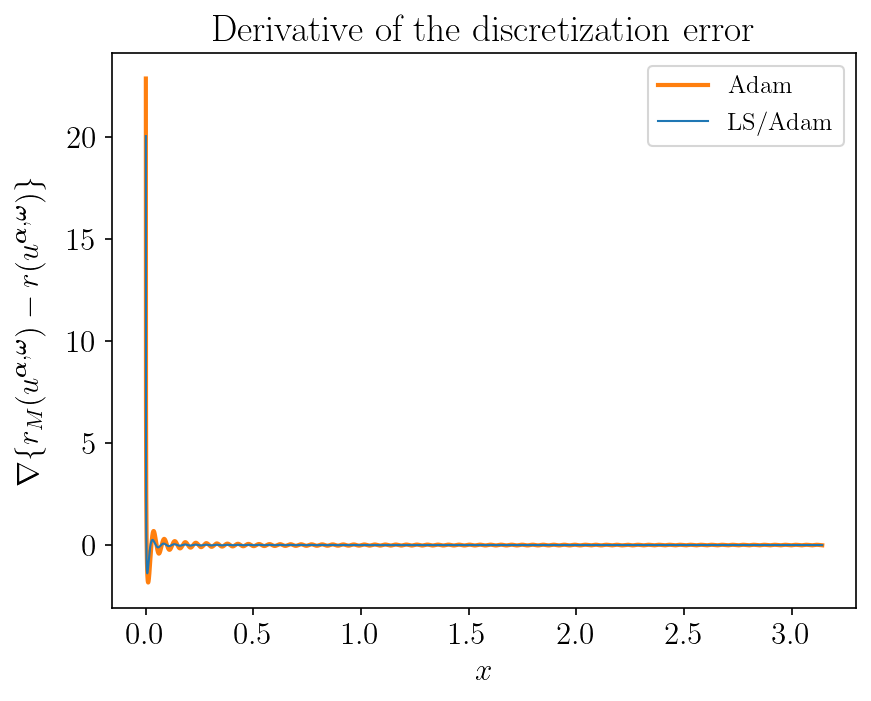 Derivative of the discretization error
Adam
LS/Adam
∇{r_M(u^{α,ω}) − r(u^{α,ω})}
20
15
10
5
0
0.0 0.5 1.0 1.5 2.0 2.5 3.0
x